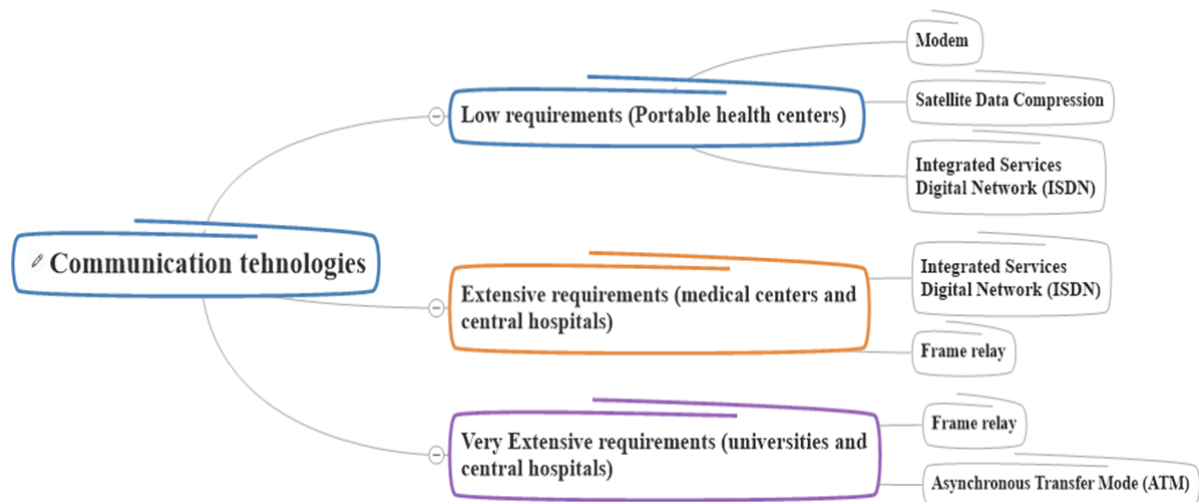 Communication tehnologies
Low requirements (Portable health centers)
Modem
Satellite Data Compression
Integrated Services
Digital Network (ISDN)
Extensive requirements (medical centers and
central hospitals)
Integrated Services
Digital Network (ISDN)
Frame relay
Very Extensive requirements (universities and
central hospitals)
Frame relay
Asynchronous Transfer Mode (ATM)